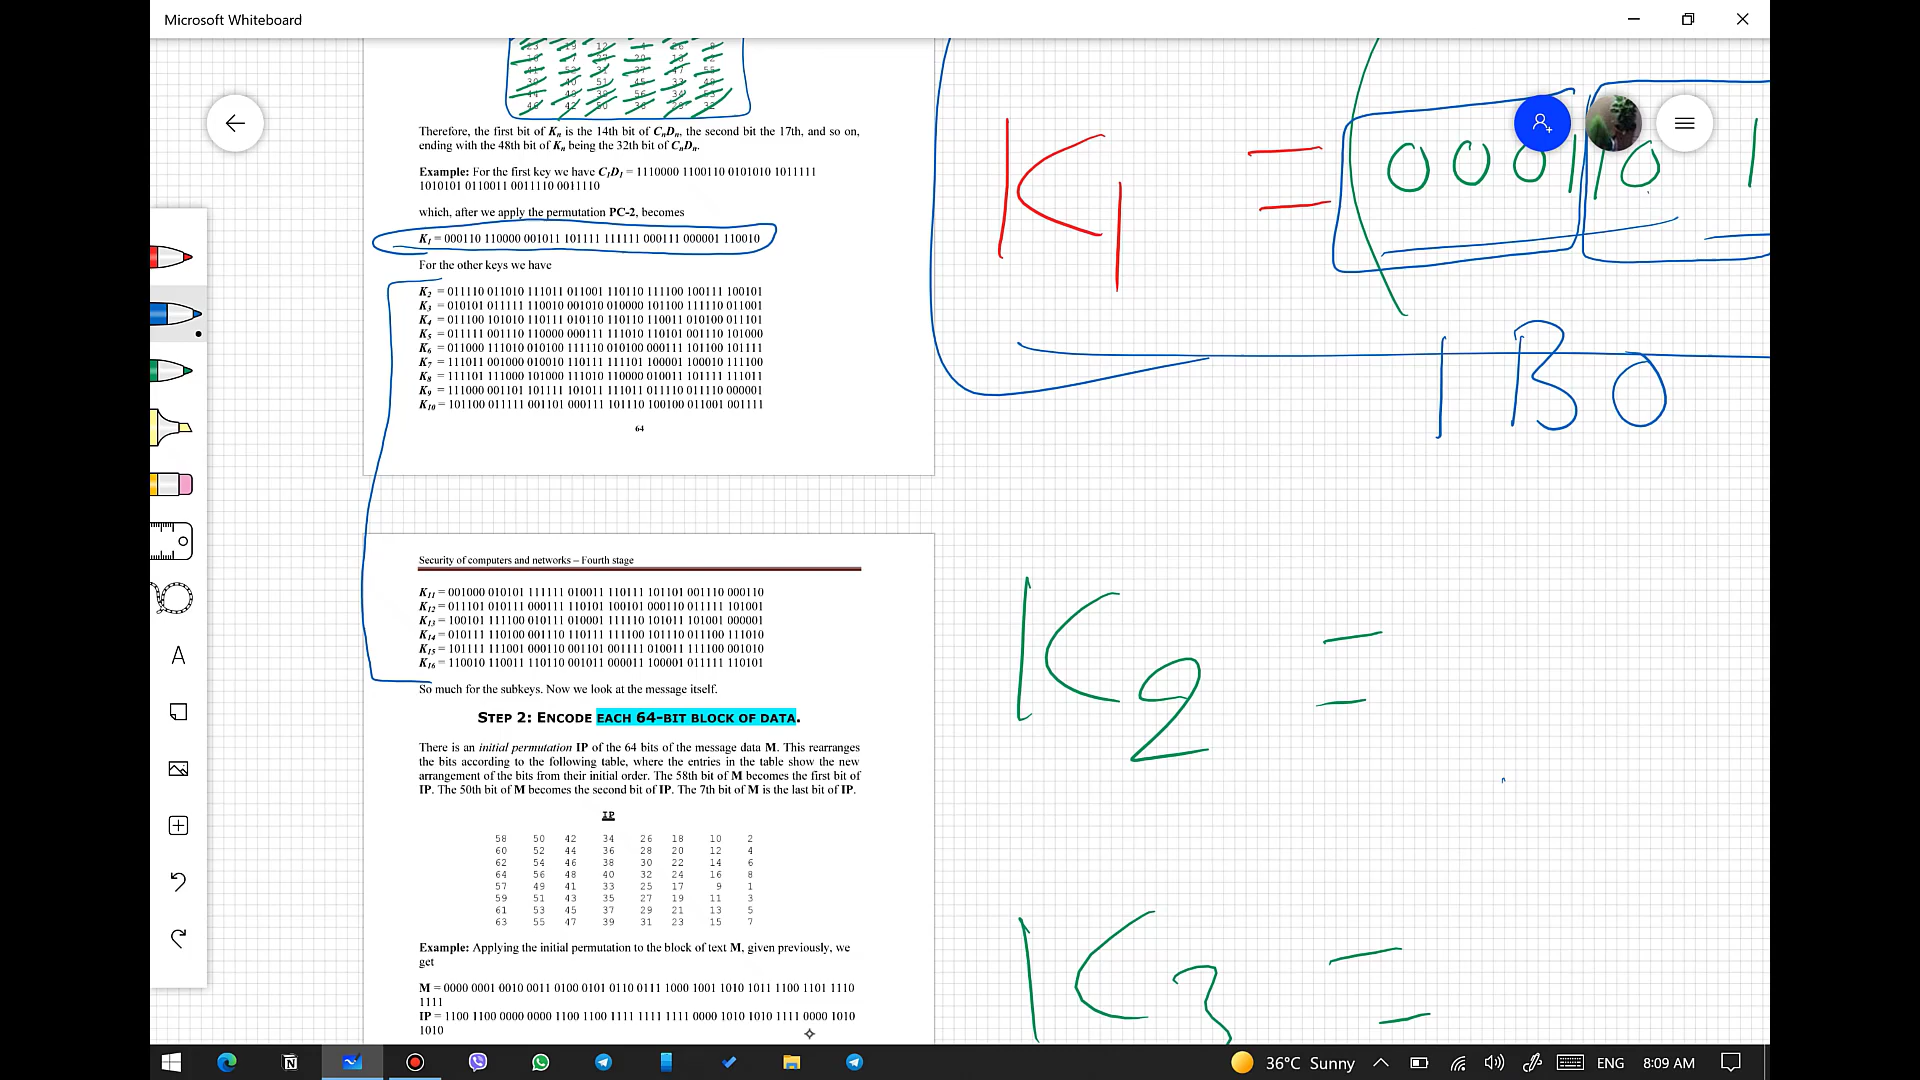 Microsoft Whiteboard
Therefore, the first bit of Kn is the 14th bit of CnDn, the second bit the 17th, and so on,
ending with the 48th bit of Kn being the 32th bit of CnDn.
Example: For the first key we have C1D1 = 1110000 1100110 0101010 1011111
1010101 0110011 0011110 0011110
which, after we apply the permutation PC-2, becomes
K1 = 000110 110000 001011 101111 111111 000111 000001 110010
For the other keys we have
K2 = 011110 011010 111011 011001 110110 111100 100111 100101
K3 = 010101 011111 110010 001010 010000 101100 111110 011001
K4 = 011100 101010 110111 010110 110110 110011 010100 011101
K5 = 011111 001110 110000 000111 111010 110101 001110 101000
K6 = 011000 111010 010100 111110 010100 000111 101100 101111
K7 = 111011 001000 010010 110111 111101 100001 100010 111100
K8 = 111101 111000 101000 111010 110000 010011 101111 111011
K9 = 111000 001101 101111 101011 111011 011110 011110 000001
K10 = 101100 011111 001101 000111 101110 100100 011001 001111
64
Security of computers and networks – Fourth stage
K11 = 001000 010101 111111 010011 110111 101101 001110 000110
K12 = 011101 010111 000111 110101 100101 000110 011111 101001
K13 = 100101 111100 010111 010001 111110 101011 101001 000001
K14 = 010111 110100 001110 110111 111100 101110 011100 111010
K15 = 101111 111001 000110 001101 001111 010011 111100 001010
K16 = 110010 110011 110110 001011 000011 100001 011111 110101
So much for the subkeys. Now we look at the message itself.
STEP 2: ENCODE EACH 64-BIT BLOCK OF DATA.
There is an initial permutation IP of the 64 bits of the message data M. This rearranges
the bits according to the following table, where the entries in the table show the new
arrangement of the bits from their initial order. The 58th bit of M becomes the first bit of
IP. The 50th bit of M becomes the second bit of IP. The 7th bit of M is the last bit of IP.
IP
58 50 42 34 26 18 10 2
60 52 44 36 28 20 12 4
62 54 46 38 30 22 14 6
64 56 48 40 32 24 16 8
57 49 41 33 25 17 9 1
59 51 43 35 27 19 11 3
61 53 45 37 29 21 13 5
63 55 47 39 31 23 15 7
Example: Applying the initial permutation to the block of text M, given previously, we
get
M = 0000 0001 0010 0011 0100 0101 0110 0111 1000 1001 1010 1011 1100 1101 1110
1111
IP = 1100 1100 0000 0000 1100 1100 1111 1111 1111 0000 1010 1010 1111 0000 1010
1010
K1 = 0001 10 1
1 B 0
K2 =
K3 =
A
36°C Sunny
ENG
8:09 AM